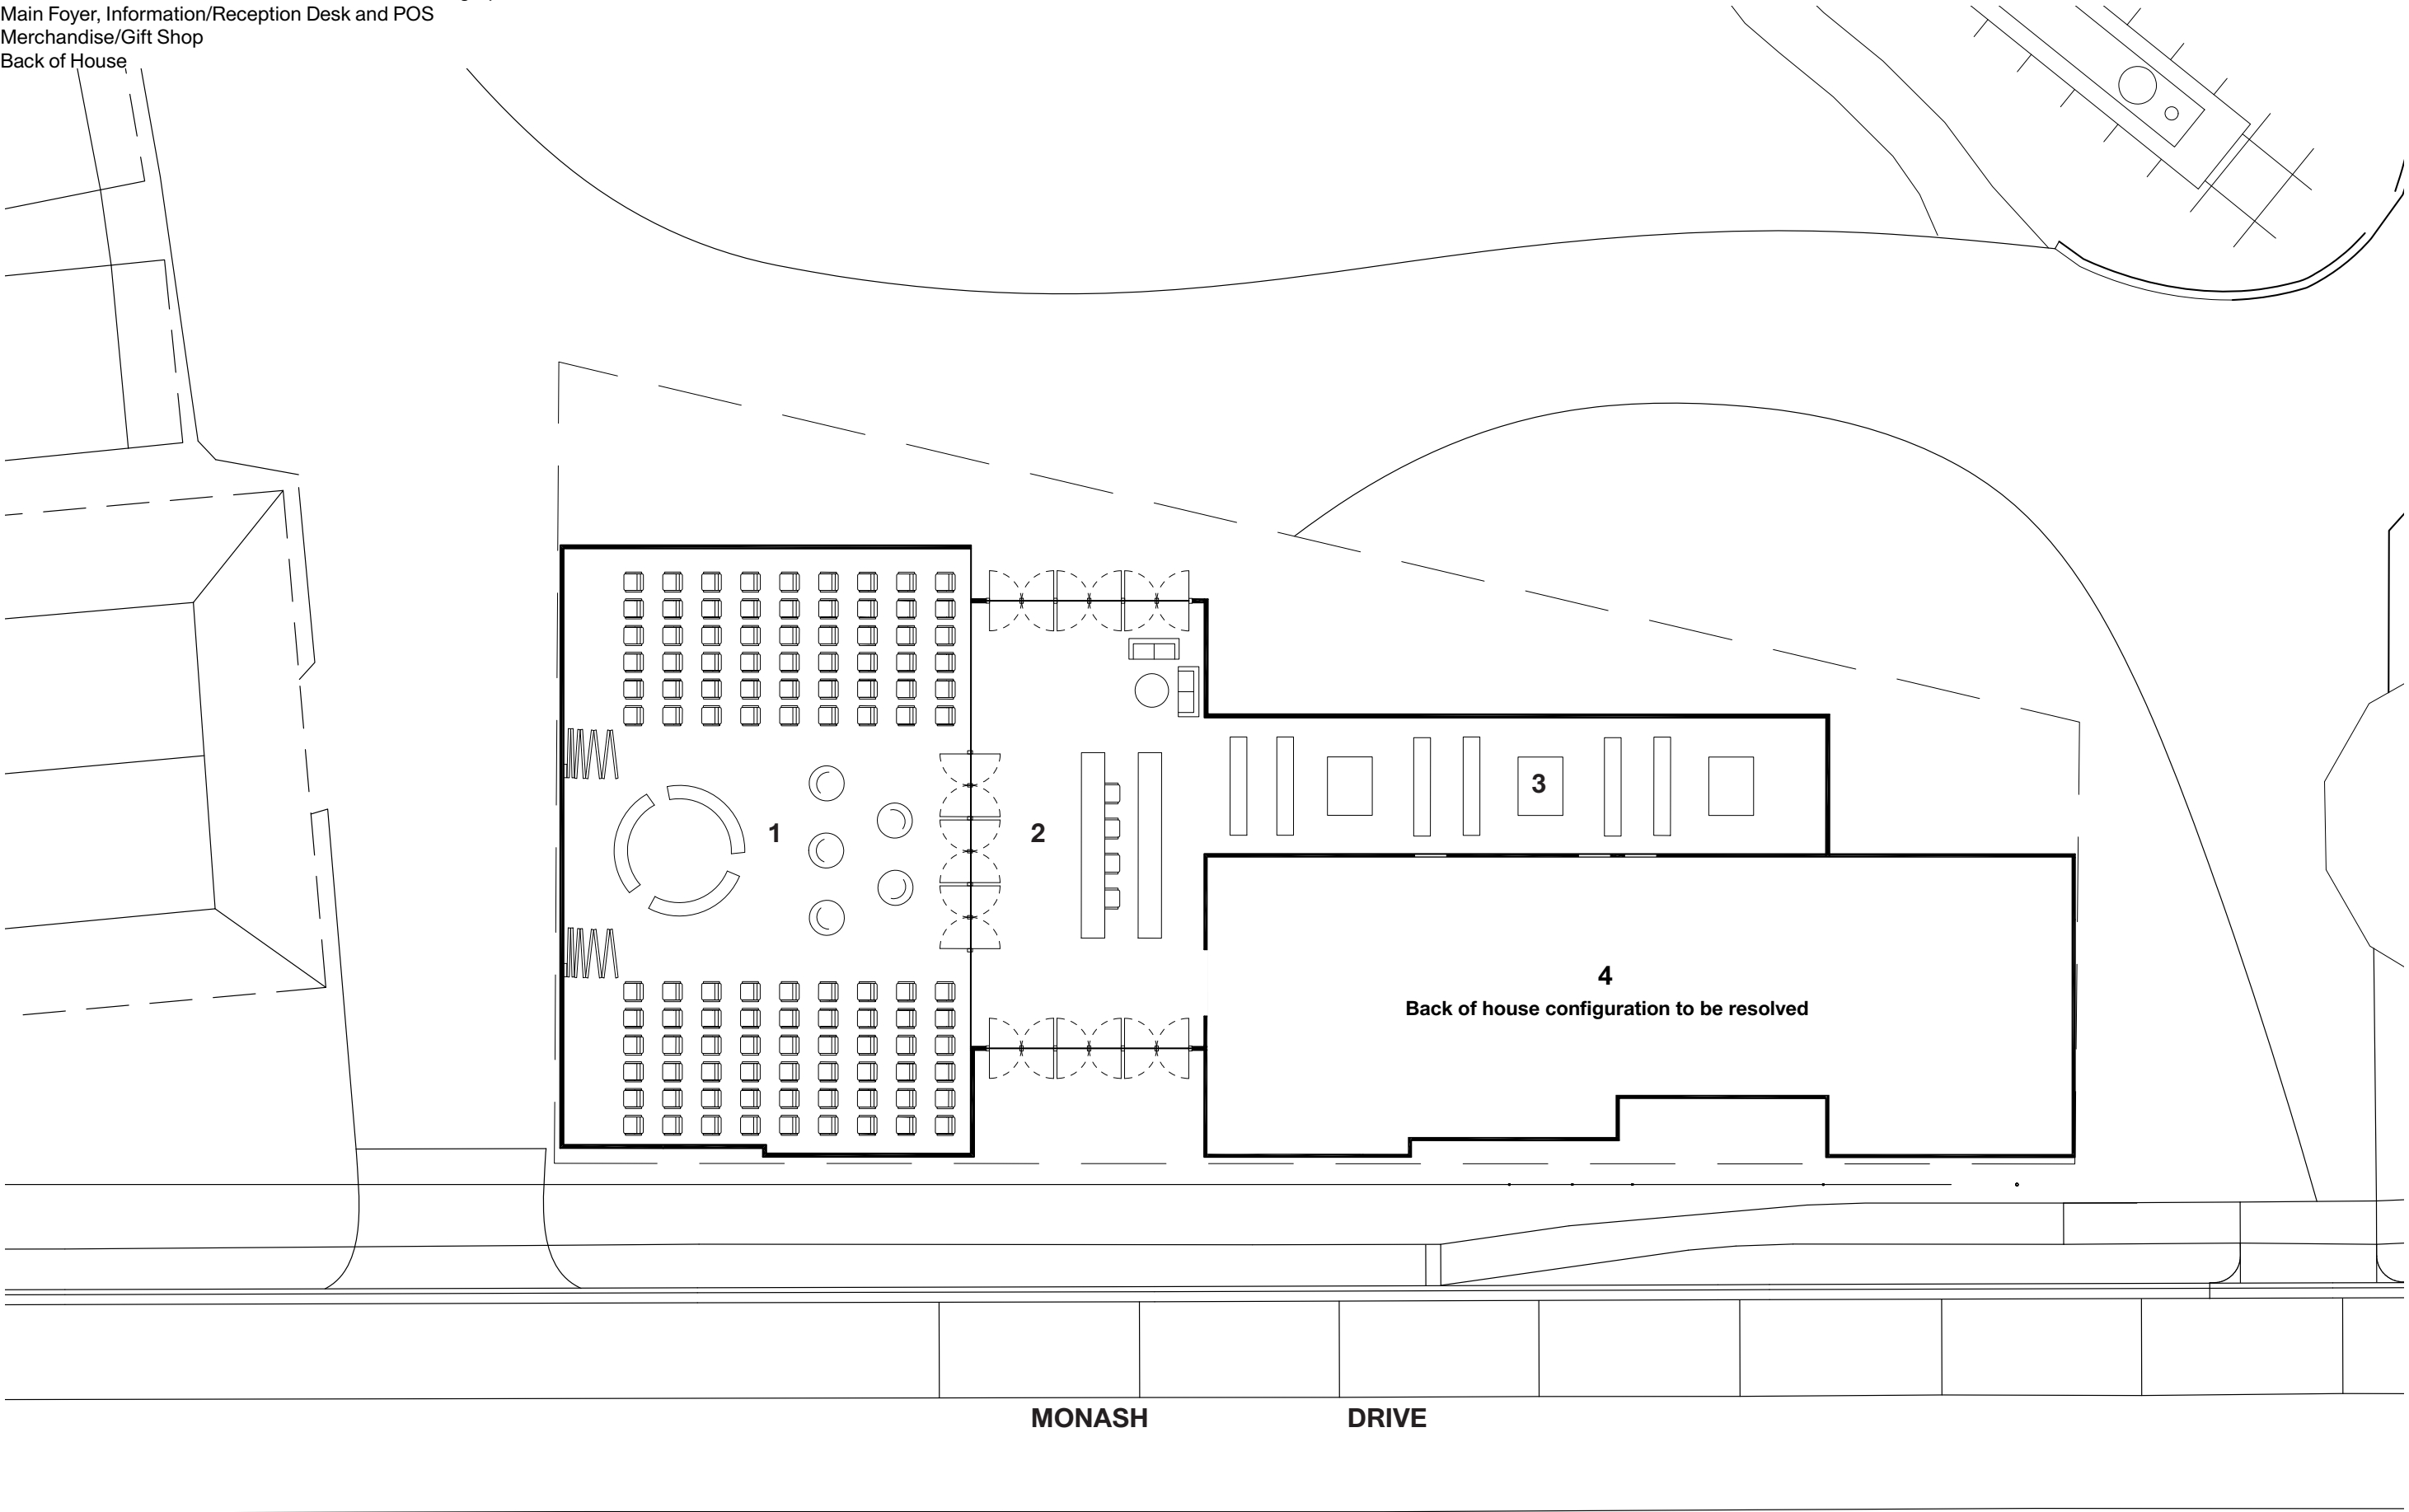 Main Foyer, Information/Reception Desk and POS
Merchandise/Gift Shop
Back of House
3
1
2
4
Back of house configuration to be resolved
MONASH DRIVE